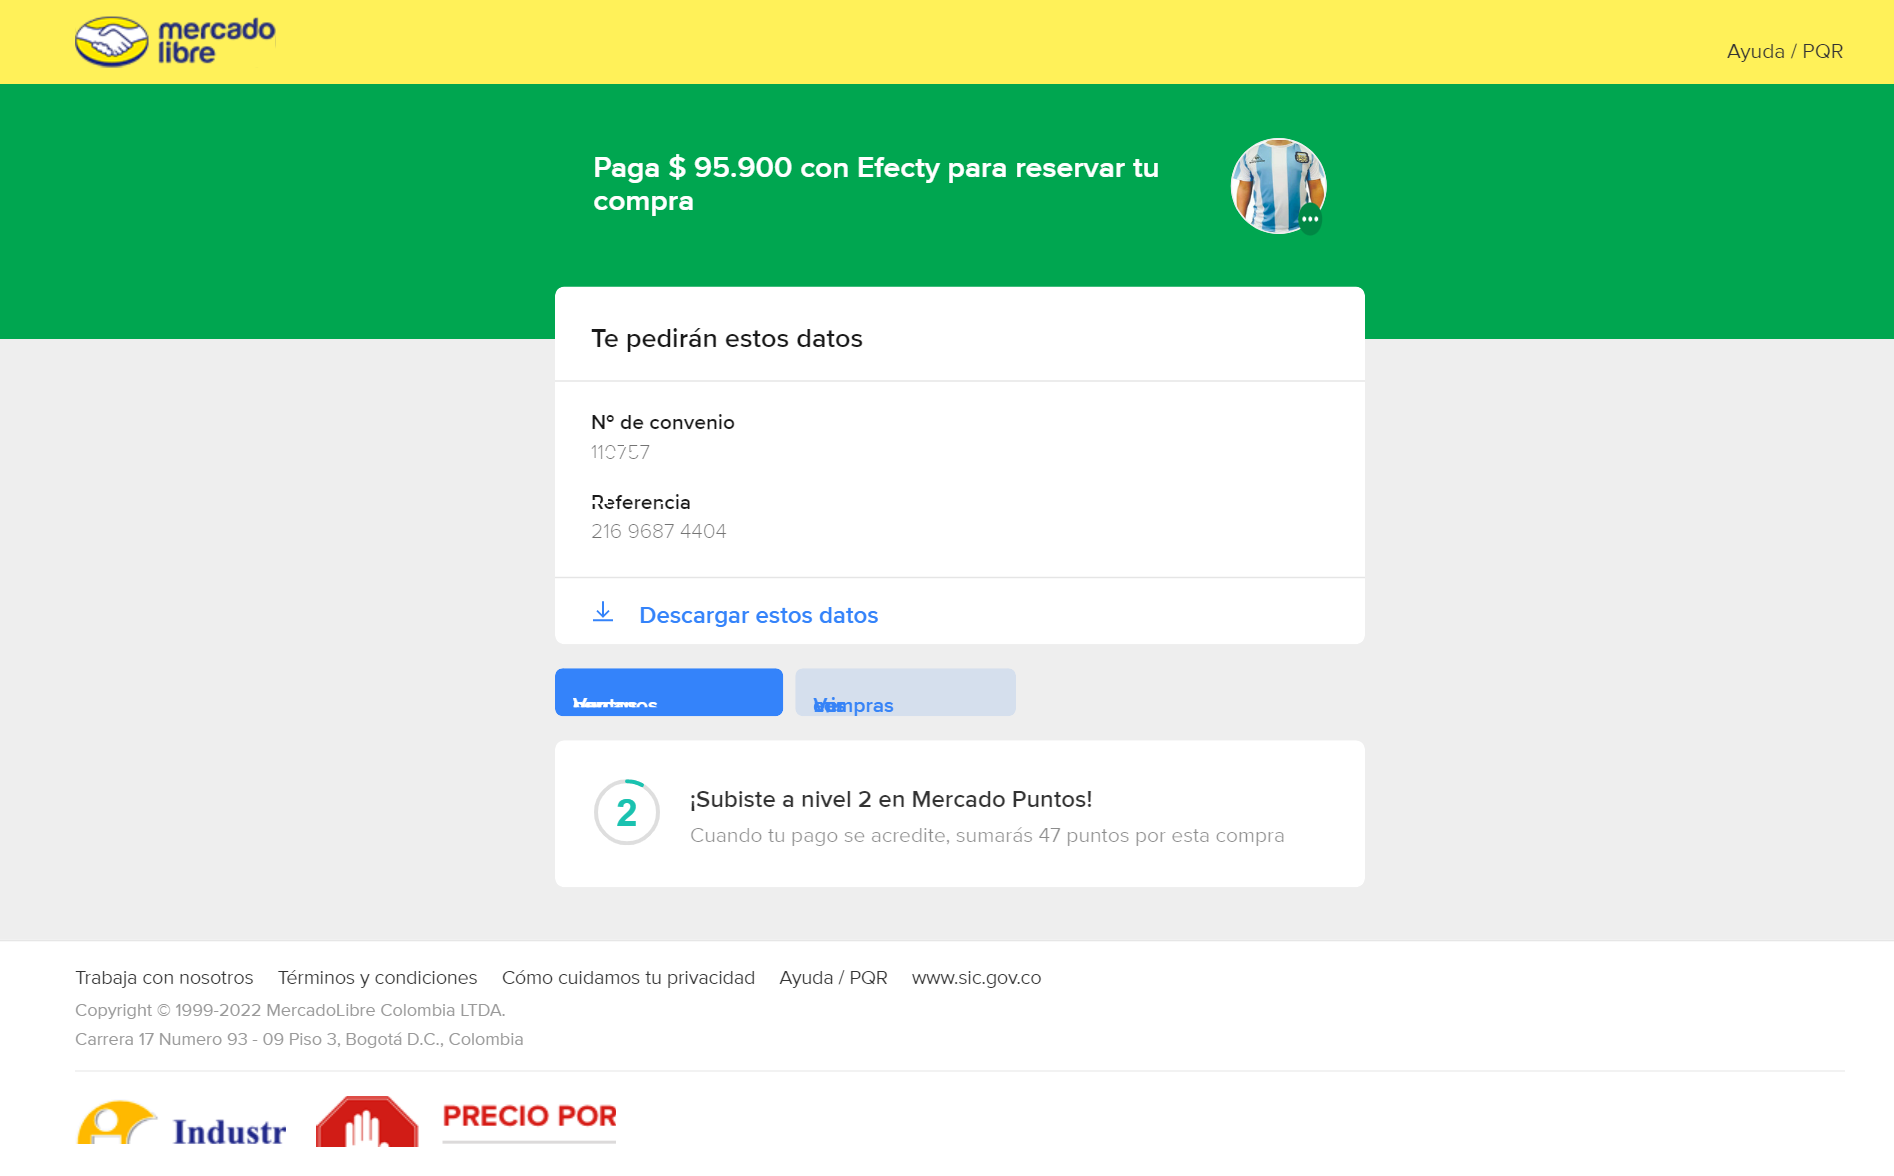 mercado
libre
Ayuda / PQR
Paga $ 95.900 con Efecty para reservar tu
compra
Te pedirán estos datos
N° de convenio
110757
Referencia
216 9687 4404
Descargar estos datos
2
¡Subiste a nivel 2 en Mercado Puntos!
Cuando tu pago se acredite, sumarás 47 puntos por esta compra
Trabaja con nosotros Términos y condiciones Cómo cuidamos tu privacidad Ayuda / PQR www.sic.gov.co
Copyright © 1999-2022 MercadoLibre Colombia LTDA.
Carrera 17 Numero 93 - 09 Piso 3, Bogotá D.C., Colombia
Industr
PRECIO POR